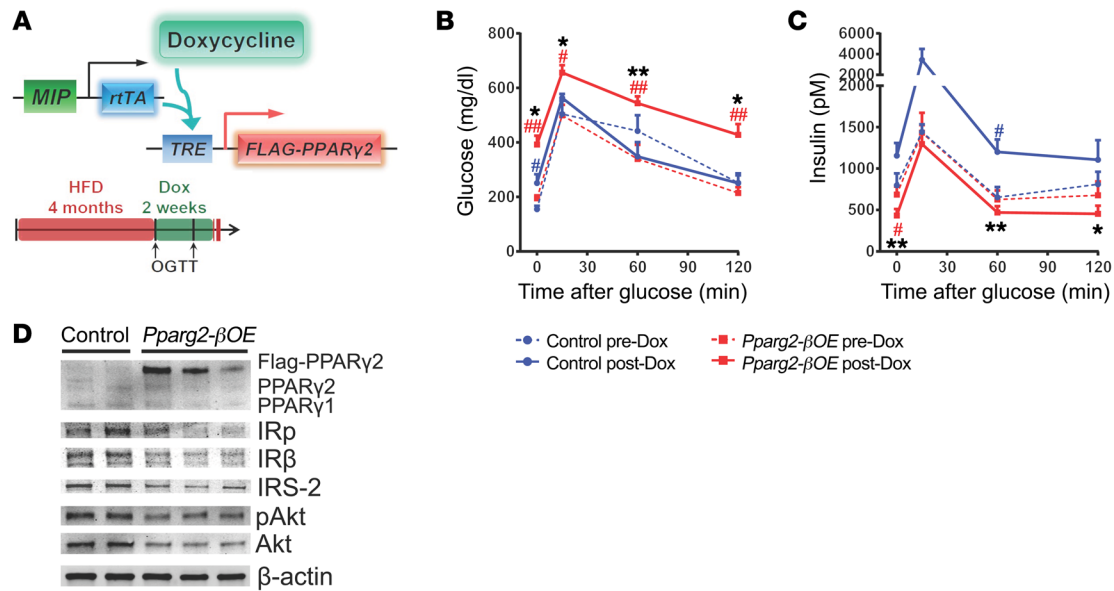 A
Doxycycline
MIP
rtTA
TRE
FLAG-PPARγ2
HFD
4 months
Dox
2 weeks
OGTT
B
Glucose (mg/dl)
800
600
400
200
0
0 30 60 90 120
Time after glucose (min)
* # ** ## * ## * ## #
C
Insulin (pM)
6000
4000
2000
2000
1500
1000
500
0
0 30 60 90 120
Time after glucose (min)
# # ** ** *
Control pre-Dox
Control post-Dox
Pparg2-βOE pre-Dox
Pparg2-βOE post-Dox
D
Control Pparg2-βOE
Flag-PPARγ2
PPARγ2
PPARγ1
IRp
IRβ
IRS-2
pAkt
Akt
β-actin